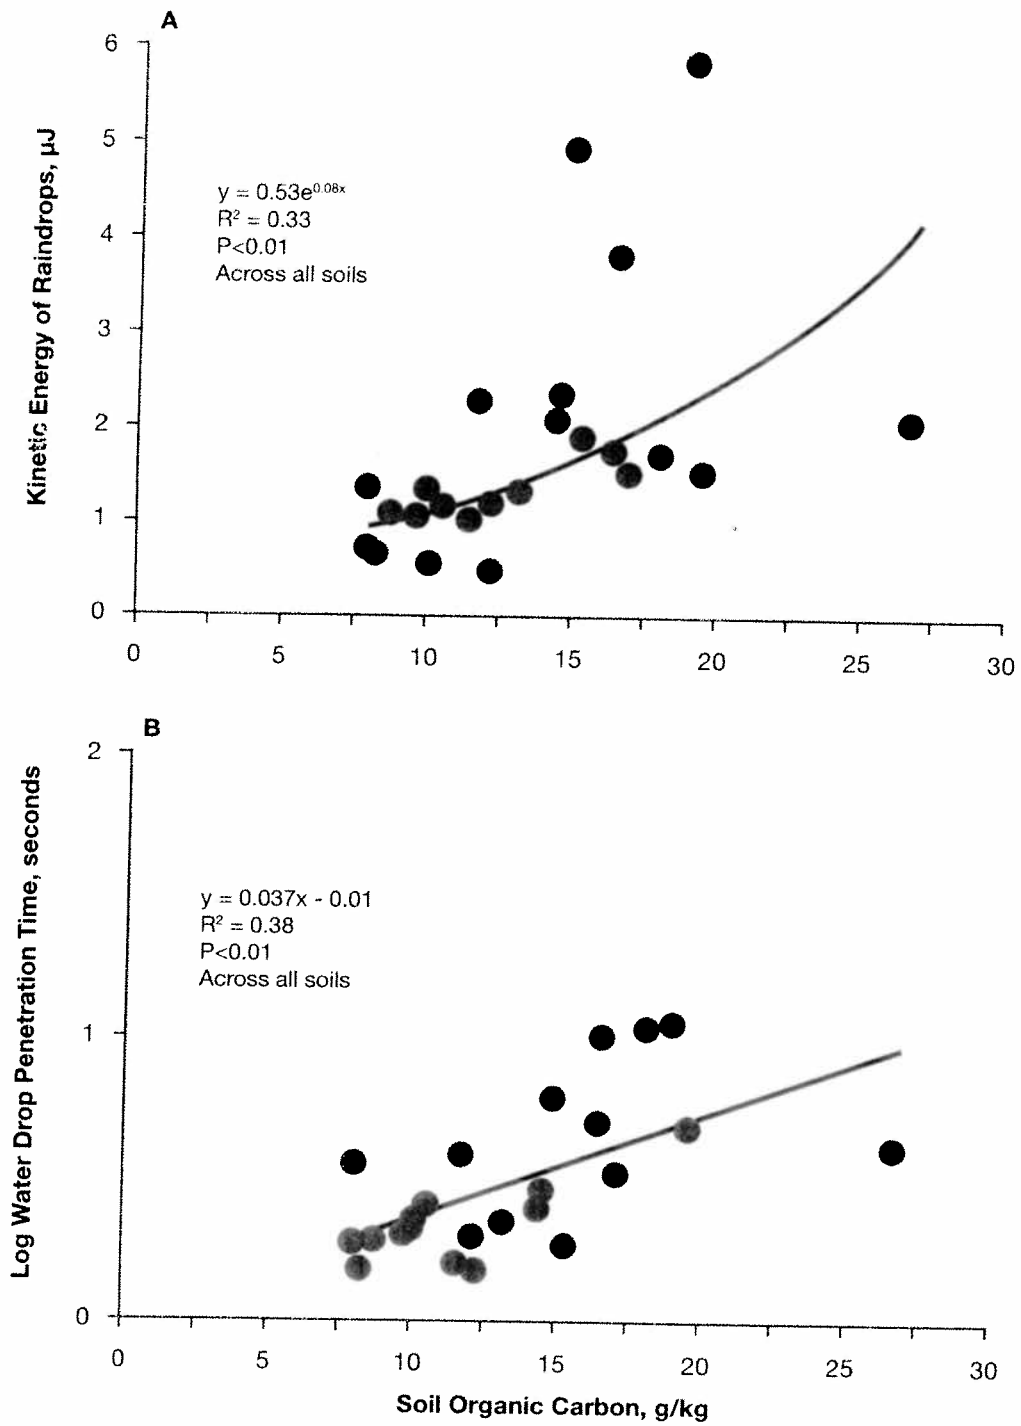 A
6
5
4
3
2
1
0
Kinetic Energy of Raindrops, µJ
y = 0.53e^0.08x
R² = 0.33
P<0.01
Across all soils
0 5 10 15 20 25 30
B
2
1
0
Log Water Drop Penetration Time, seconds
y = 0.037x - 0.01
R² = 0.38
P<0.01
Across all soils
0 5 10 15 20 25 30
Soil Organic Carbon, g/kg